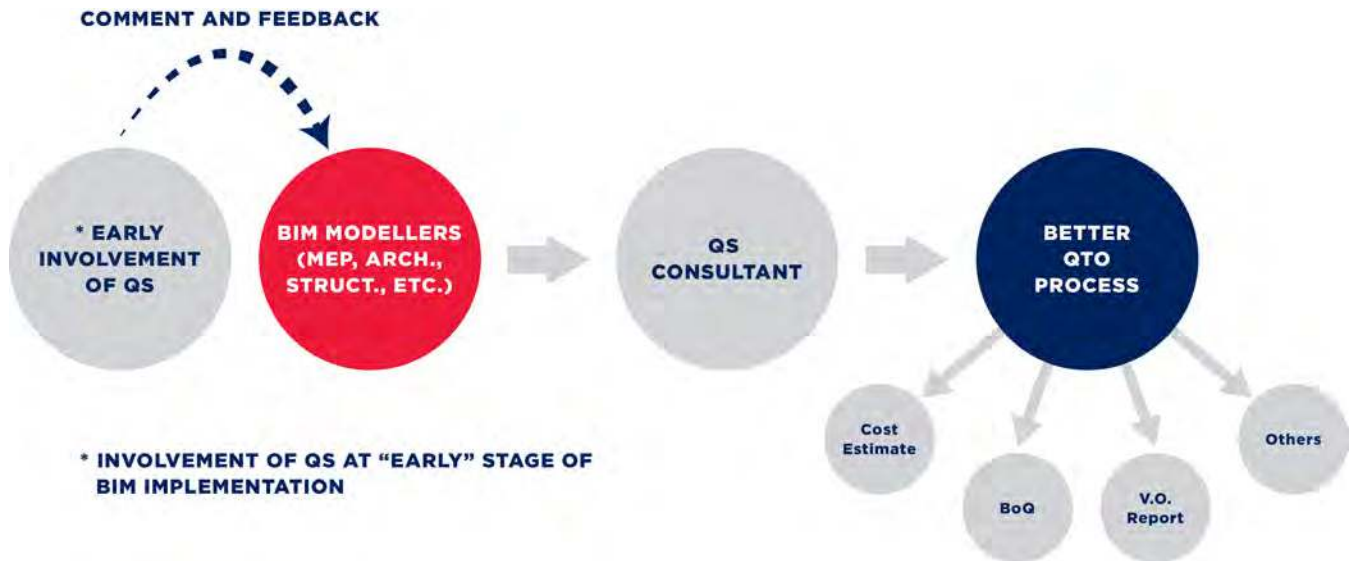 COMMENT AND FEEDBACK
* EARLY
INVOLVEMENT
OF QS
BIM MODELLERS
(MEP, ARCH.,
STRUCT., ETC.)
QS
CONSULTANT
BETTER
QTO
PROCESS
Cost
Estimate
BoQ
V.O.
Report
Others
* INVOLVEMENT OF QS AT “EARLY” STAGE OF
BIM IMPLEMENTATION